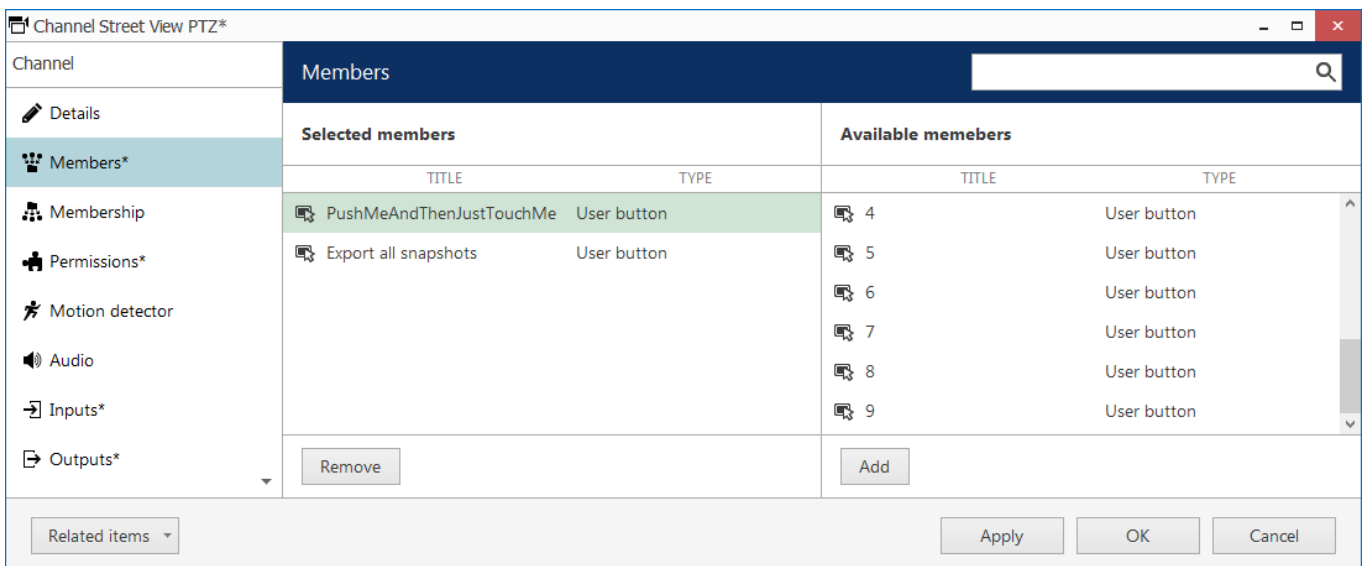 Channel Street View PTZ*
Channel
Details
Members*
Membership
Permissions*
Motion detector
Audio
Inputs*
Outputs*
Members
Selected members
TITLE TYPE
PushMeAndThenJustTouchMe User button
Export all snapshots User button
Remove
Available memebers
TITLE TYPE
4 User button
5 User button
6 User button
7 User button
8 User button
9 User button
Add
Related items
Apply OK Cancel